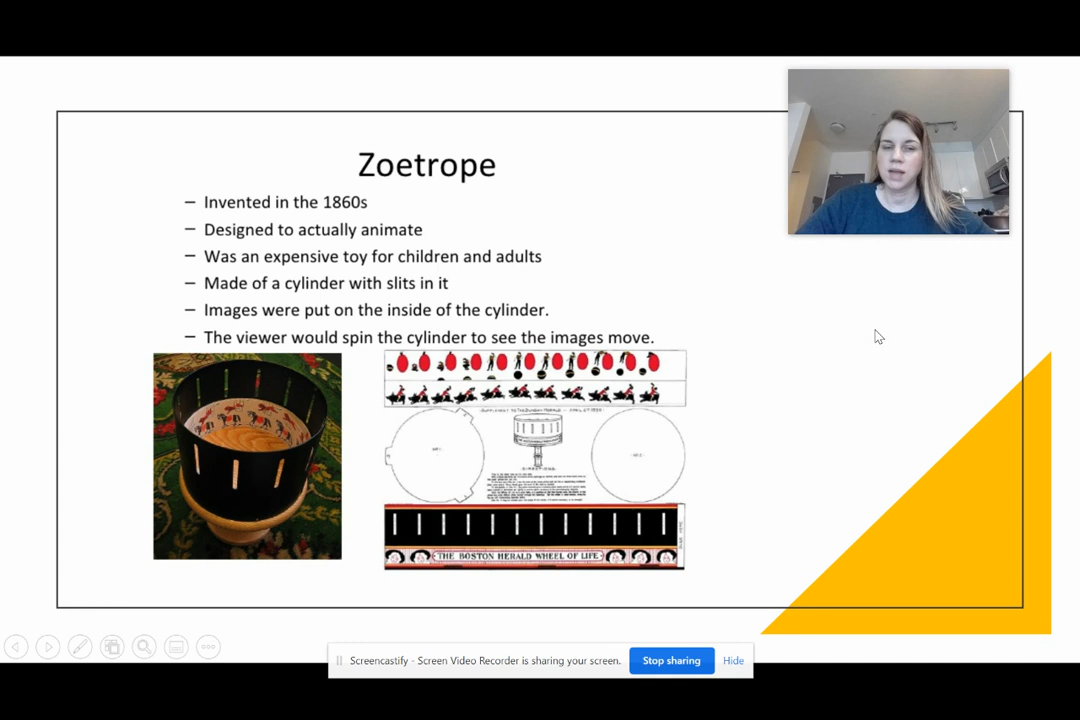 Zoetrope
– Invented in the 1860s
– Designed to actually animate
– Was an expensive toy for children and adults
– Made of a cylinder with slits in it
– Images were put on the inside of the cylinder.
– The viewer would spin the cylinder to see the images move.
THE BOSTON HERALD WHEEL OF LIFE
Screencastify - Screen Video Recorder is sharing your screen.
Stop sharing
Hide